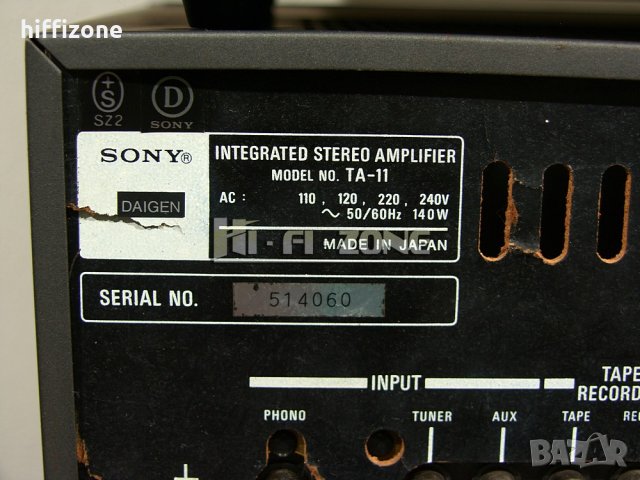 hiffizone
S
SZ2
D
SONY
SONY®
DAIGEN
INTEGRATED STEREO AMPLIFIER
MODEL NO. TA-11
AC : 110, 120, 220, 240V
～ 50/60Hz 140W
MADE IN JAPAN
Hi-Fi ZONE
SERIAL NO. 514060
INPUT
TAPE
RECORD
PHONO
TUNER
AUX
TAPE
REC
BAZAR